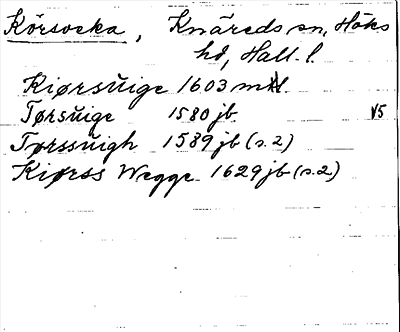 Körsveka, Knäreds sn, Höks
hd, Hall. l.
Kiørsuige 1603 mtl.
Tørsuige 1580 jb. V5
Tørssuigh 1589 jb (s. 2)
Kiørss Wegge 1629 jb (s. 2)